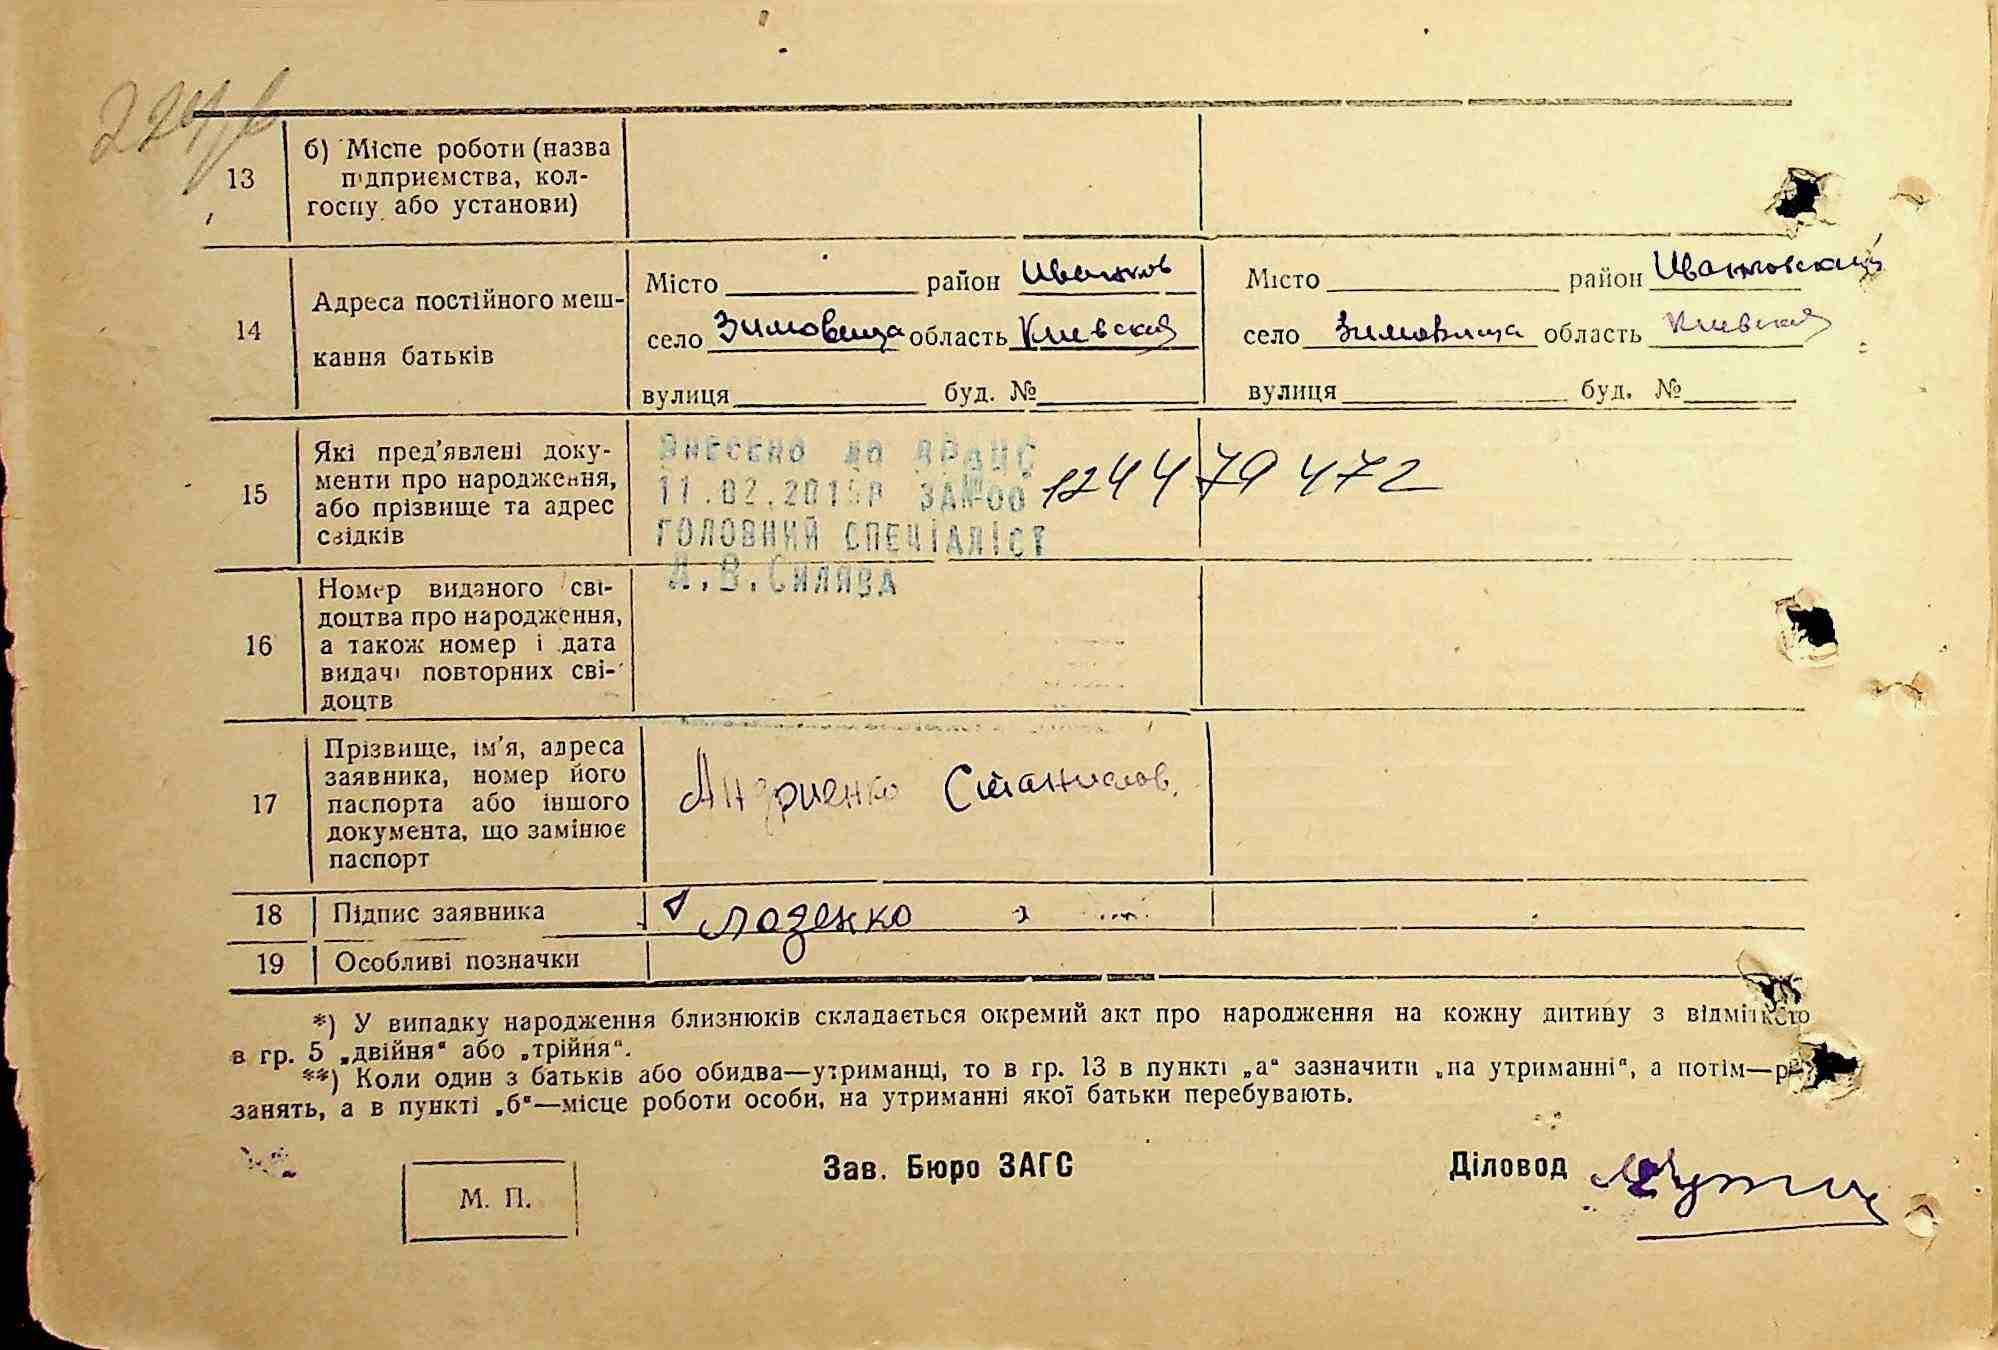 13
б) Місце роботи (назва
підприємства, кол-
госпу або установи)
14
Адреса постійного меш-
кання батьків
Місто район Иванков
село Зимовища область Киевская
вулиця буд. №
Місто район Иванковский
село Зимовища область Киевская
вулиця буд. №
15
Які пред'явлені доку-
менти про народження,
або прізвище та адрес
свідків
ВНЕСЕНО ДО ДРАЦС
11.02.2015Р ЗА№00 124479472
ГОЛОВНИЙ СПЕЦІАЛІСТ
16
Номер виданого сві-
доцтва про народження,
а також номер і дата
видачі повторних сві-
доцтв
17
Прізвище, ім'я, адреса
заявника, номер його
паспорта або іншого
документа, що замінює
паспорт
Андриенко Станислав.
18 Підпис заявника
19 Особливі позначки
*) У випадку народження близнюків складається окремий акт про народження на кожну дитину з відміткою
в гр. 5 „двійня“ або „трійня“.
**) Коли один з батьків або обидва—утриманці, то в гр. 13 в пункті „а“ зазначити „на утриманні“, а потім—р
занять, а в пункті „б“—місце роботи особи, на утриманні якої батьки перебувають.
М. П.
Зав. Бюро ЗАГС
Діловод